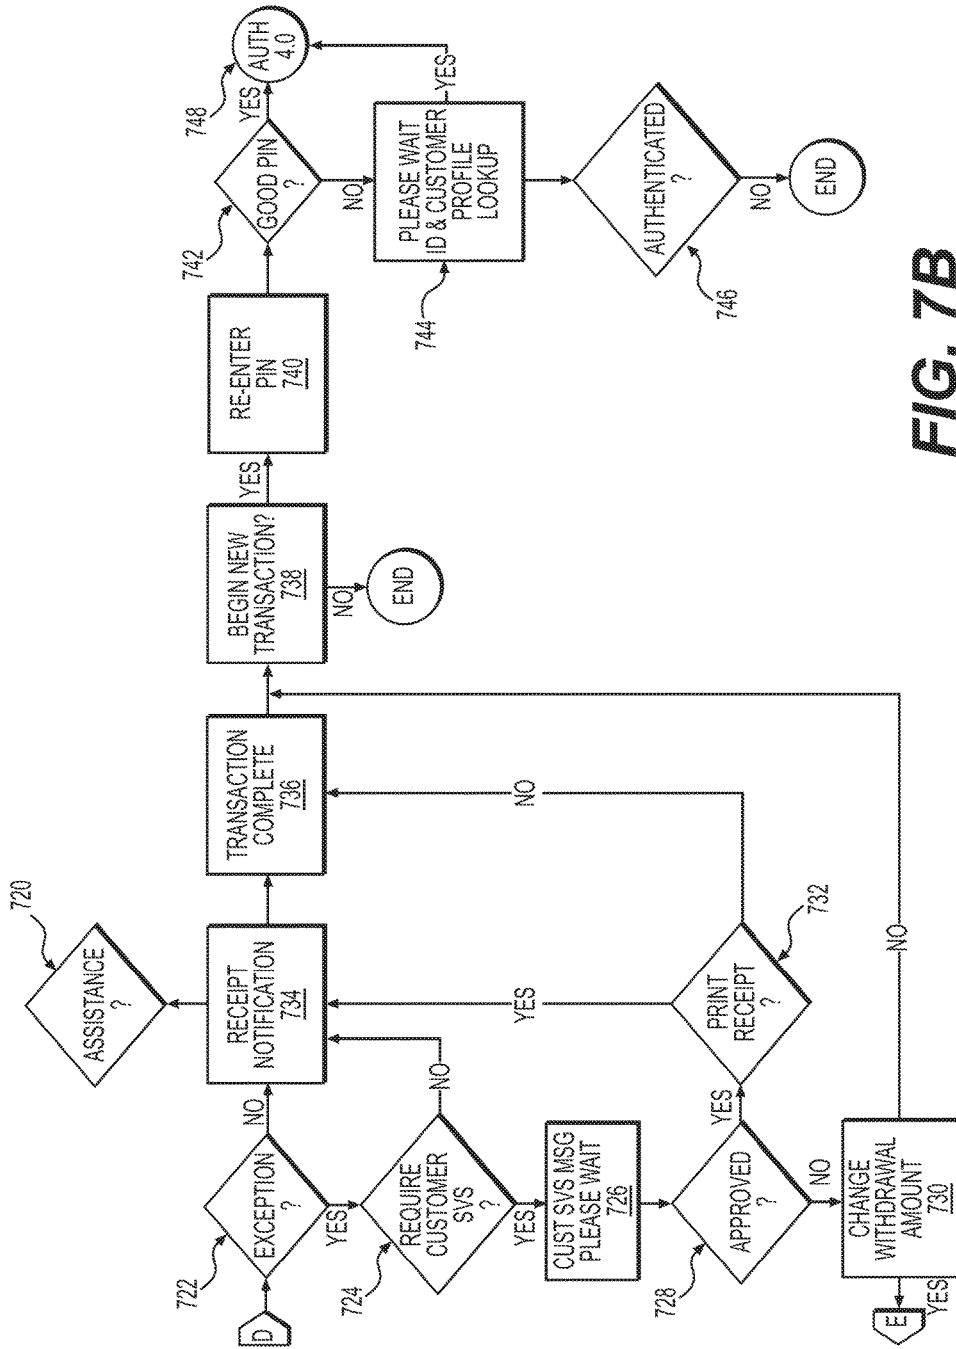 D
722
EXCEPTION
?
NO
YES
720
ASSISTANCE
?
RECEIPT
NOTIFICATION
734
TRANSACTION
COMPLETE
736
BEGIN NEW
TRANSACTION?
738
YES
NO
END
RE-ENTER
PIN
740
742
GOOD PIN
?
YES
NO
748
AUTH
4.0
724
REQUIRE
CUSTOMER
SVS
?
NO
YES
744
PLEASE WAIT
ID & CUSTOMER
PROFILE
LOOKUP
YES
CUST SVS MSG
PLEASE WAIT
726
YES
NO
746
AUTHENTICATED
?
NO
END
728
APPROVED
?
YES
NO
PRINT
RECEIPT
?
732
CHANGE
WITHDRAWAL
AMOUNT
730
NO
E
YES
FIG. 7B